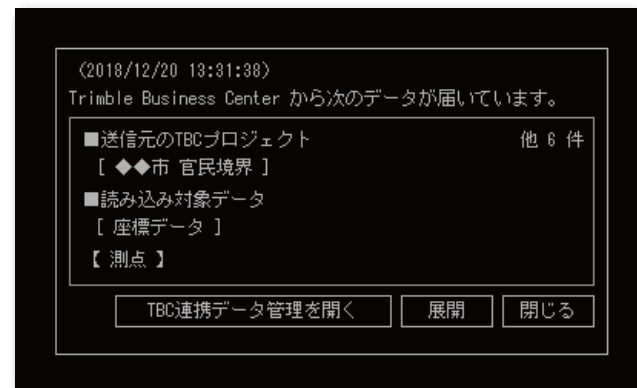 (2018/12/20 13:31:38)
Trimble Business Center から次のデータが届いています。
■送信元のTBCプロジェクト 他 6 件
[ ◆◆市 官民境界 ]
■読み込み対象データ
[ 座標データ ]
【 測点 】
TBC連携データ管理を開く 展開 閉じる